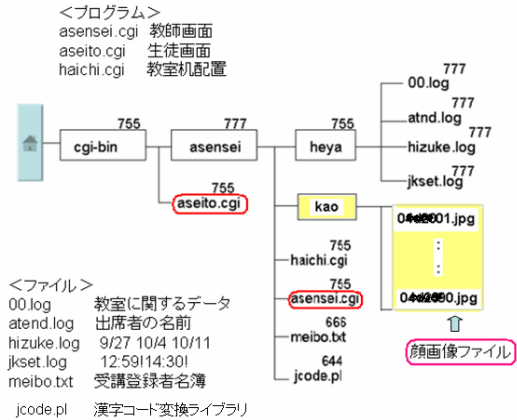 ＜プログラム＞
asensei.cgi 教師画面
aseito.cgi 生徒画面
haichi.cgi 教室机配置
777
00.log
777
atnd.log
755
777
755
777
cgi-bin
asensei
heya
hizuke.log
777
jkset.log
755
aseito.cgi
kao
01.jpg
:
:
90.jpg
755
haichi.cgi
755
asensei.cgi
666
meibo.txt
644
jcode.pl
顔画像ファイル
＜ファイル＞
00.log 教室に関するデータ
atend.log 出席者の名前
hizuke.log 9/27 10/4 10/11
jkset.log 12:59!14:30!
meibo.txt 受講登録者名簿
jcode.pl 漢字コード変換ライブラリ